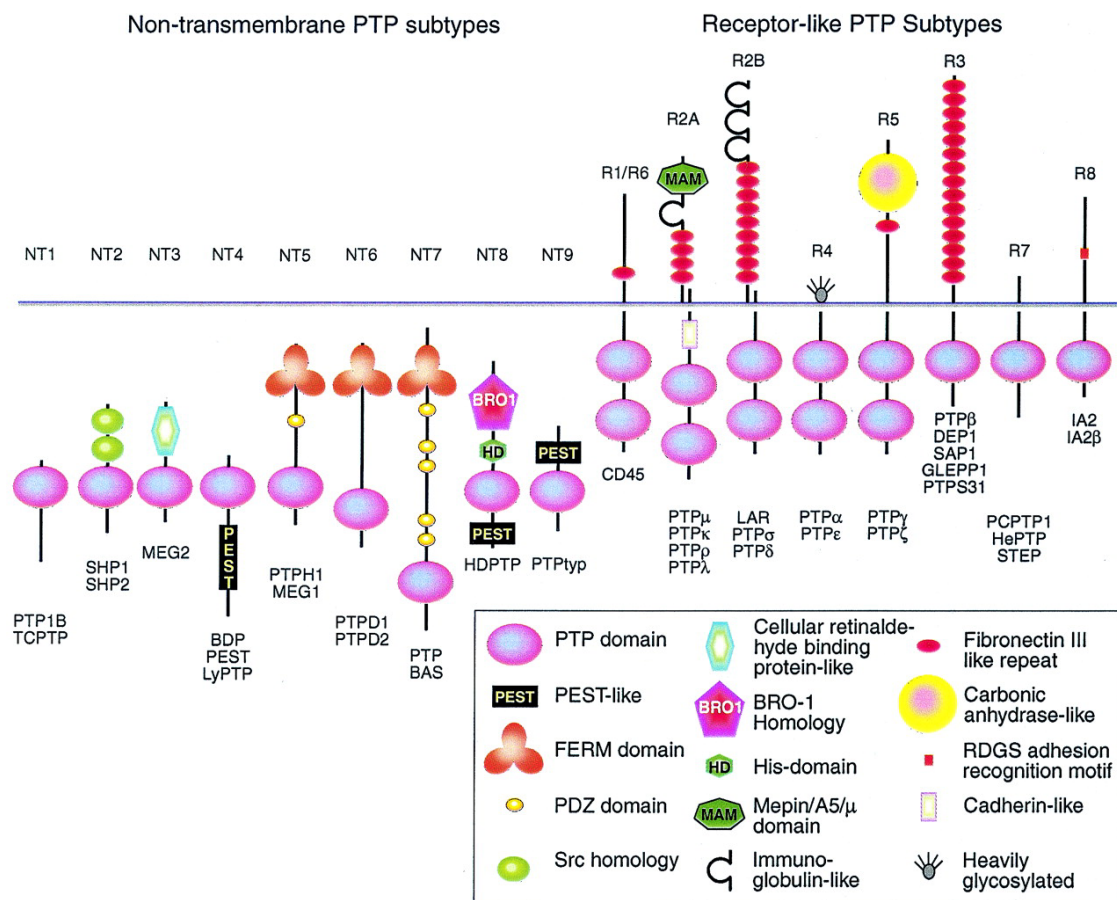 Non-transmembrane PTP subtypes
Receptor-like PTP Subtypes
R2B
R3
R2A
R5
MAM
R1/R6
R8
NT1
NT2
NT3
NT4
NT5
NT6
NT7
NT8
NT9
R4
R7
BRO1
HD
PEST
PEST
PEST
PTP1B
TCPTP
SHP1
SHP2
MEG2
BDP
PEST
LyPTP
PTPH1
MEG1
PTPD1
PTPD2
PTP
BAS
HDPTP
PTPtyp
CD45
PTPμ
PTPκ
PTPρ
PTPλ
LAR
PTPσ
PTPδ
PTPα
PTPε
PTPγ
PTPζ
PTPβ
DEP1
SAP1
GLEPP1
PTPS31
PCPTP1
HePTP
STEP
IA2
IA2β
PTP domain
PEST
PEST-like
FERM domain
PDZ domain
Src homology
Cellular retinalde-
hyde binding
protein-like
BRO1
BRO-1
Homology
HD
His-domain
MAM
Mepin/A5/μ
domain
Immuno-
globulin-like
Fibronectin III
like repeat
Carbonic
anhydrase-like
RDGS adhesion
recognition motif
Cadherin-like
Heavily
glycosylated